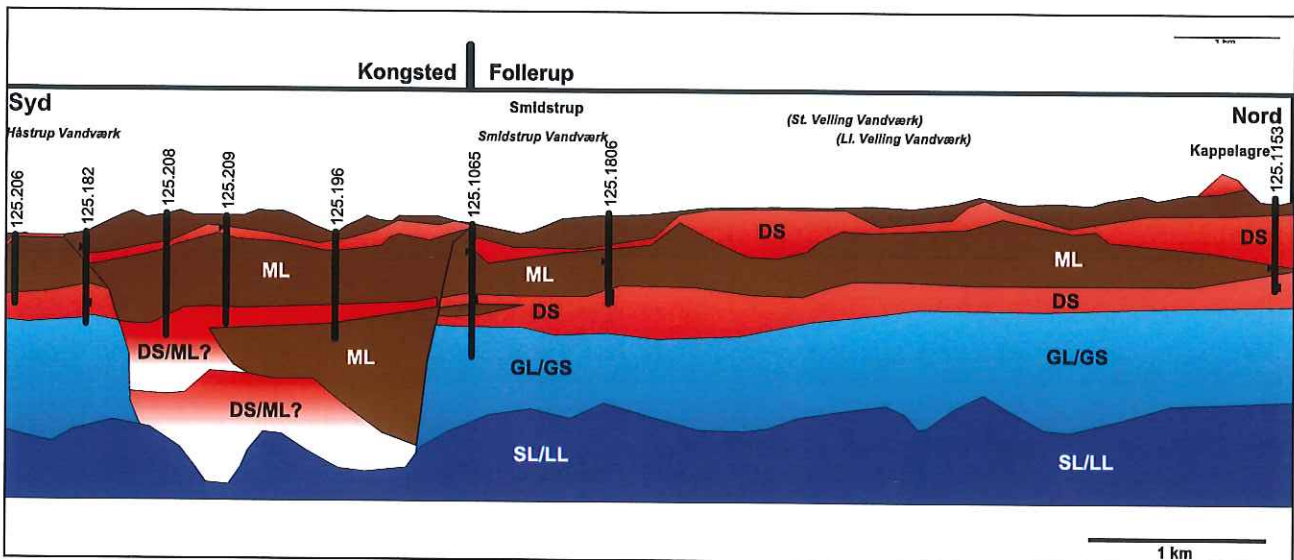 1 km
Kongsted Follerup
Syd
Smidstrup
Nord
Håstrup Vandværk
Smidstrup Vandværk
(St. Velling Vandværk)
(Ll. Velling Vandværk)
Kappelagre
125.206
125.182
125.208
125.209
125.196
125.1065
125.1806
125.1153
DS
DS
ML
ML
ML
DS
DS
DS/ML?
ML
GL/GS
GL/GS
DS/ML?
SL/LL
SL/LL
1 km